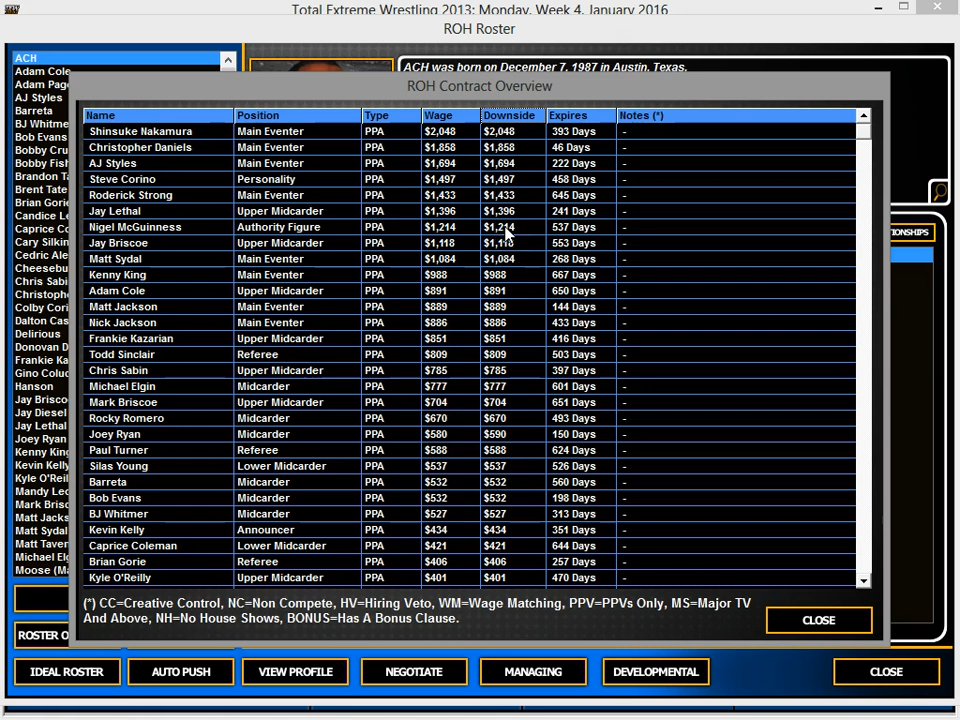 Total Extreme Wrestling 2013: Monday, Week 4, January 2016
ROH Roster
ACH
Adam Cole
Adam Page
AJ Styles
Barreta
BJ Whitme
Bob Evans
Bobby Cru
Bobby Fish
Brandon Ta
Brent Tate
Brian Gorie
Candice Le
Caprice Co
Cary Silkin
Cedric Ale
Cheesebu
Chris Sabi
Christophe
Colby Cori
Dalton Cas
Delirious
Donovan D
Frankie Ka
Gino Coluc
Hanson
Jay Brisco
Jay Diesel
Jay Lethal
Joey Ryan
Kenny King
Kevin Kelly
Kyle O'Reil
Mandy Leo
Mark Brisc
Matt Jacks
Matt Sydal
Matt Taven
Michael Elg
Moose (Ma
ACH was born on December 7, 1987 in Austin, Texas.
ROH Contract Overview
Name Position Type Wage Downside Expires Notes (*)
Shinsuke Nakamura Main Eventer PPA $2,048 $2,048 393 Days -
Christopher Daniels Main Eventer PPA $1,858 $1,858 46 Days -
AJ Styles Main Eventer PPA $1,694 $1,694 222 Days -
Steve Corino Personality PPA $1,497 $1,497 458 Days -
Roderick Strong Main Eventer PPA $1,433 $1,433 645 Days -
Jay Lethal Upper Midcarder PPA $1,396 $1,396 241 Days -
Nigel McGuinness Authority Figure PPA $1,214 $1,214 537 Days -
Jay Briscoe Upper Midcarder PPA $1,118 $1,118 553 Days -
Matt Sydal Main Eventer PPA $1,084 $1,084 268 Days -
Kenny King Main Eventer PPA $988 $988 667 Days -
Adam Cole Upper Midcarder PPA $891 $891 650 Days -
Matt Jackson Main Eventer PPA $889 $889 144 Days -
Nick Jackson Main Eventer PPA $886 $886 433 Days -
Frankie Kazarian Upper Midcarder PPA $851 $851 416 Days -
Todd Sinclair Referee PPA $809 $809 503 Days -
Chris Sabin Upper Midcarder PPA $785 $785 397 Days -
Michael Elgin Midcarder PPA $777 $777 601 Days -
Mark Briscoe Upper Midcarder PPA $704 $704 651 Days -
Rocky Romero Midcarder PPA $670 $670 493 Days -
Joey Ryan Midcarder PPA $580 $590 150 Days -
Paul Turner Referee PPA $588 $588 624 Days -
Silas Young Lower Midcarder PPA $537 $537 526 Days -
Barreta Midcarder PPA $532 $532 560 Days -
Bob Evans Midcarder PPA $532 $532 198 Days -
BJ Whitmer Midcarder PPA $527 $527 313 Days -
Kevin Kelly Announcer PPA $434 $434 351 Days -
Caprice Coleman Lower Midcarder PPA $421 $421 644 Days -
Brian Gorie Referee PPA $406 $406 257 Days -
Kyle O'Reilly Upper Midcarder PPA $401 $401 470 Days -
(*) CC=Creative Control, NC=Non Compete, HV=Hiring Veto, WM=Wage Matching, PPV=PPVs Only, MS=Major TV
And Above, NH=No House Shows, BONUS=Has A Bonus Clause.
CLOSE
IONSHIPS
ROSTER O
IDEAL ROSTER AUTO PUSH VIEW PROFILE NEGOTIATE MANAGING DEVELOPMENTAL CLOSE